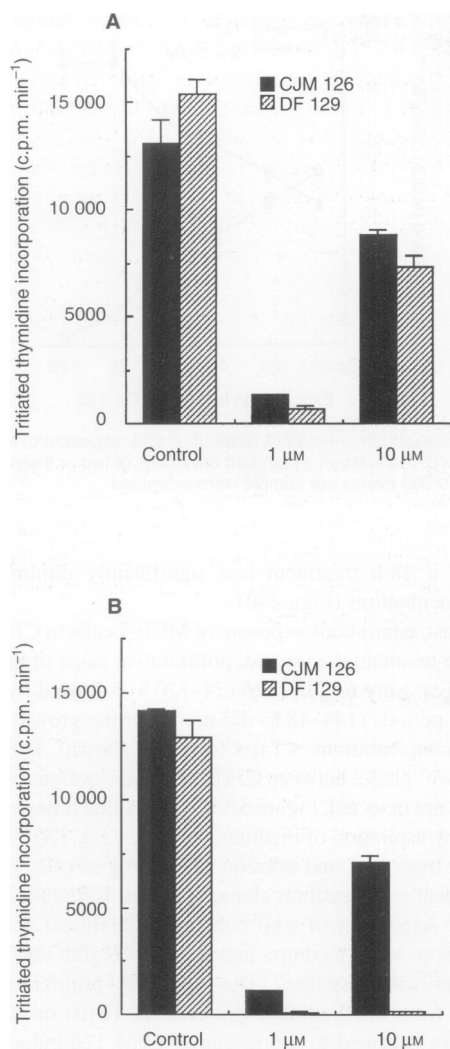 A
Tritiated thymidine incorporation (c.p.m. min⁻¹)
15 000
10 000
5000
0
CJM 126
DF 129
Control
1 μM
10 μM
B
Tritiated thymidine incorporation (c.p.m. min⁻¹)
15 000
10 000
5000
0
CJM 126
DF 129
Control
1 μM
10 μM